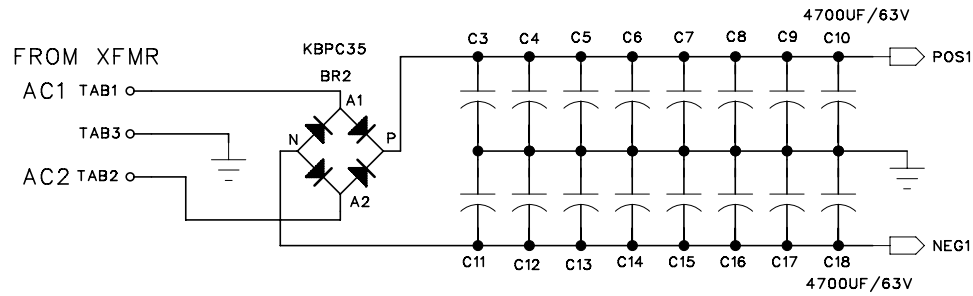 4700UF/63V
C3 C4 C5 C6 C7 C8 C9 C10
POS1
FROM XFMR
KBPC35
BR2
AC1 TAB1
A1
TAB3
N P
AC2 TAB2
A2
NEG1
C11 C12 C13 C14 C15 C16 C17 C18
4700UF/63V